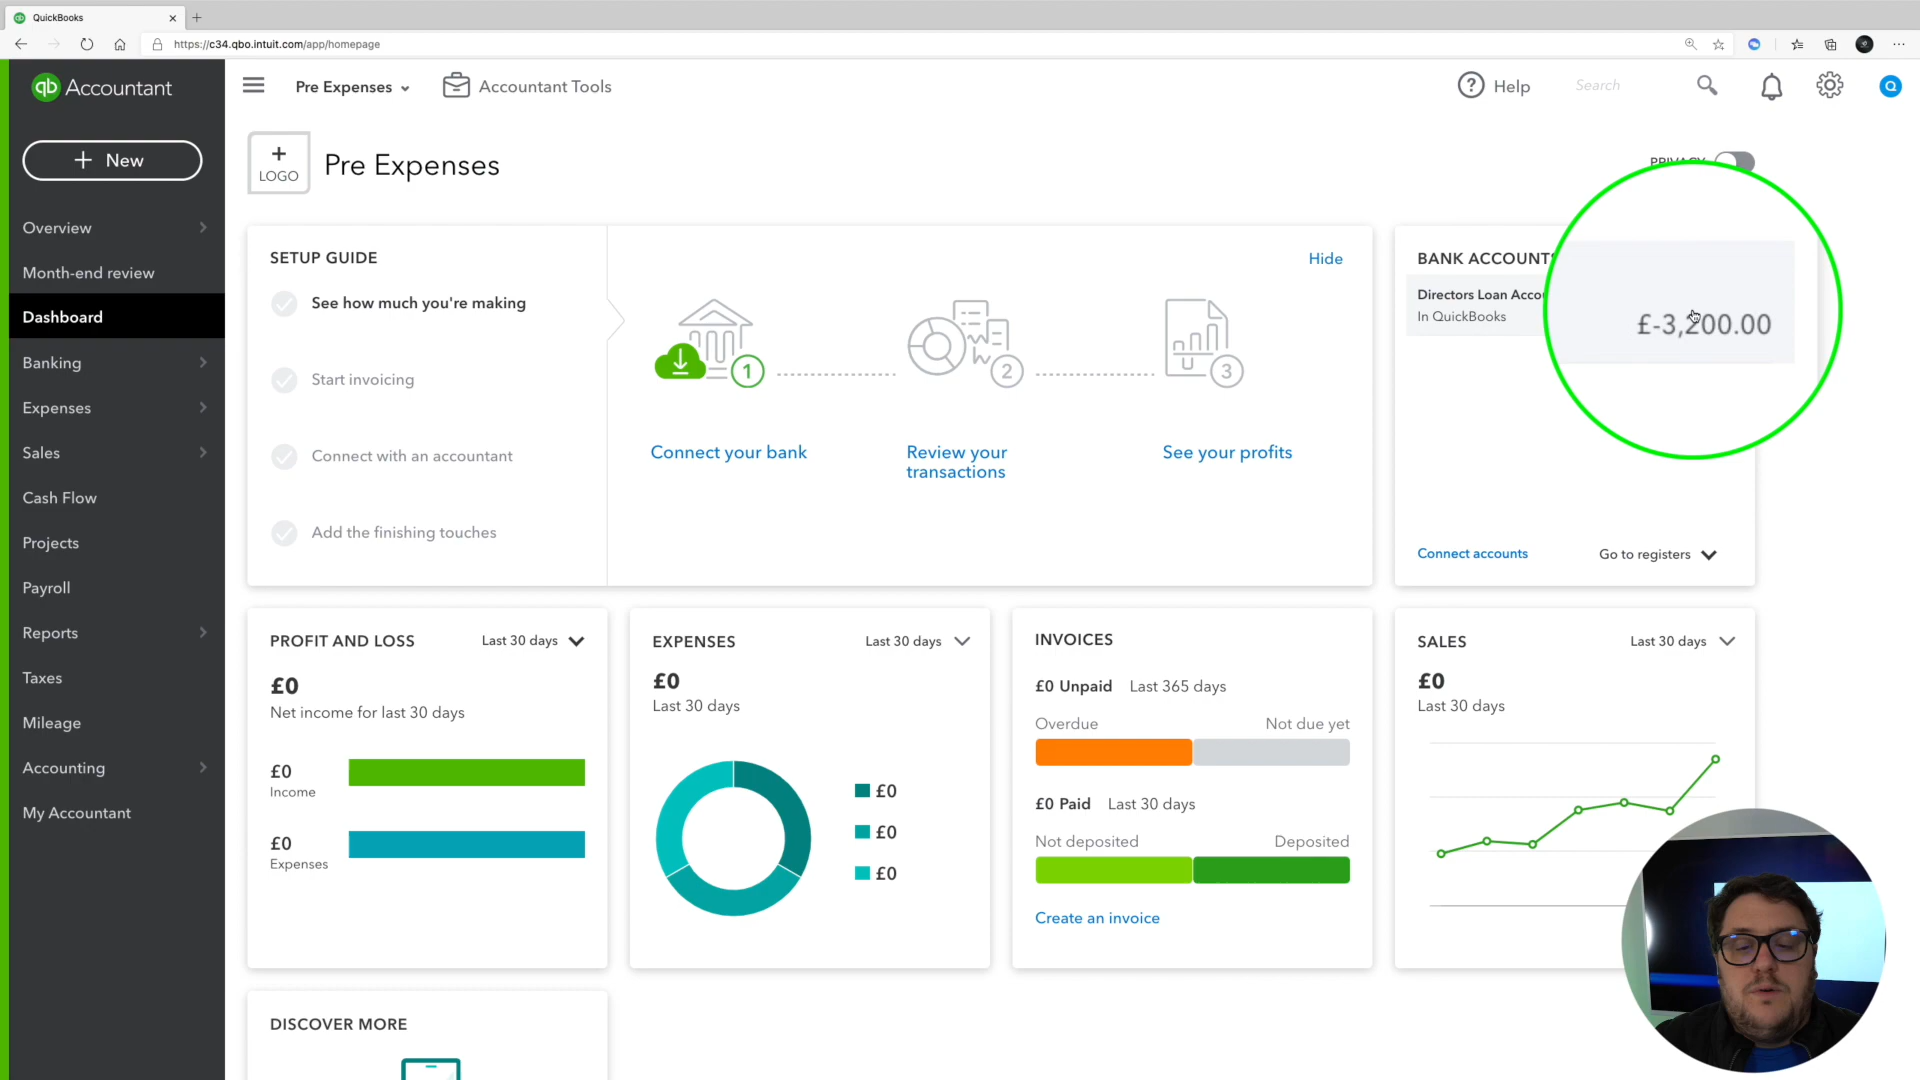 QuickBooks
https://c34.qbo.intuit.com/app/homepage
qb Accountant
Pre Expenses
Accountant Tools
Help
Search
Q
+ New
+
LOGO
Pre Expenses
PRIVACY
Overview
Month-end review
Dashboard
Banking
Expenses
Sales
Cash Flow
Projects
Payroll
Reports
Taxes
Mileage
Accounting
My Accountant
SETUP GUIDE
Hide
See how much you're making
Start invoicing
Connect with an accountant
Add the finishing touches
1
2
3
Connect your bank
Review your
transactions
See your profits
BANK ACCOUNTS
Directors Loan Acco
In QuickBooks
£-3,200.00
Connect accounts
Go to registers
PROFIT AND LOSS
Last 30 days
£0
Net income for last 30 days
£0
Income
£0
Expenses
EXPENSES
Last 30 days
£0
Last 30 days
£0
£0
£0
INVOICES
£0 Unpaid Last 365 days
Overdue Not due yet
£0 Paid Last 30 days
Not deposited Deposited
Create an invoice
SALES
Last 30 days
£0
Last 30 days
DISCOVER MORE